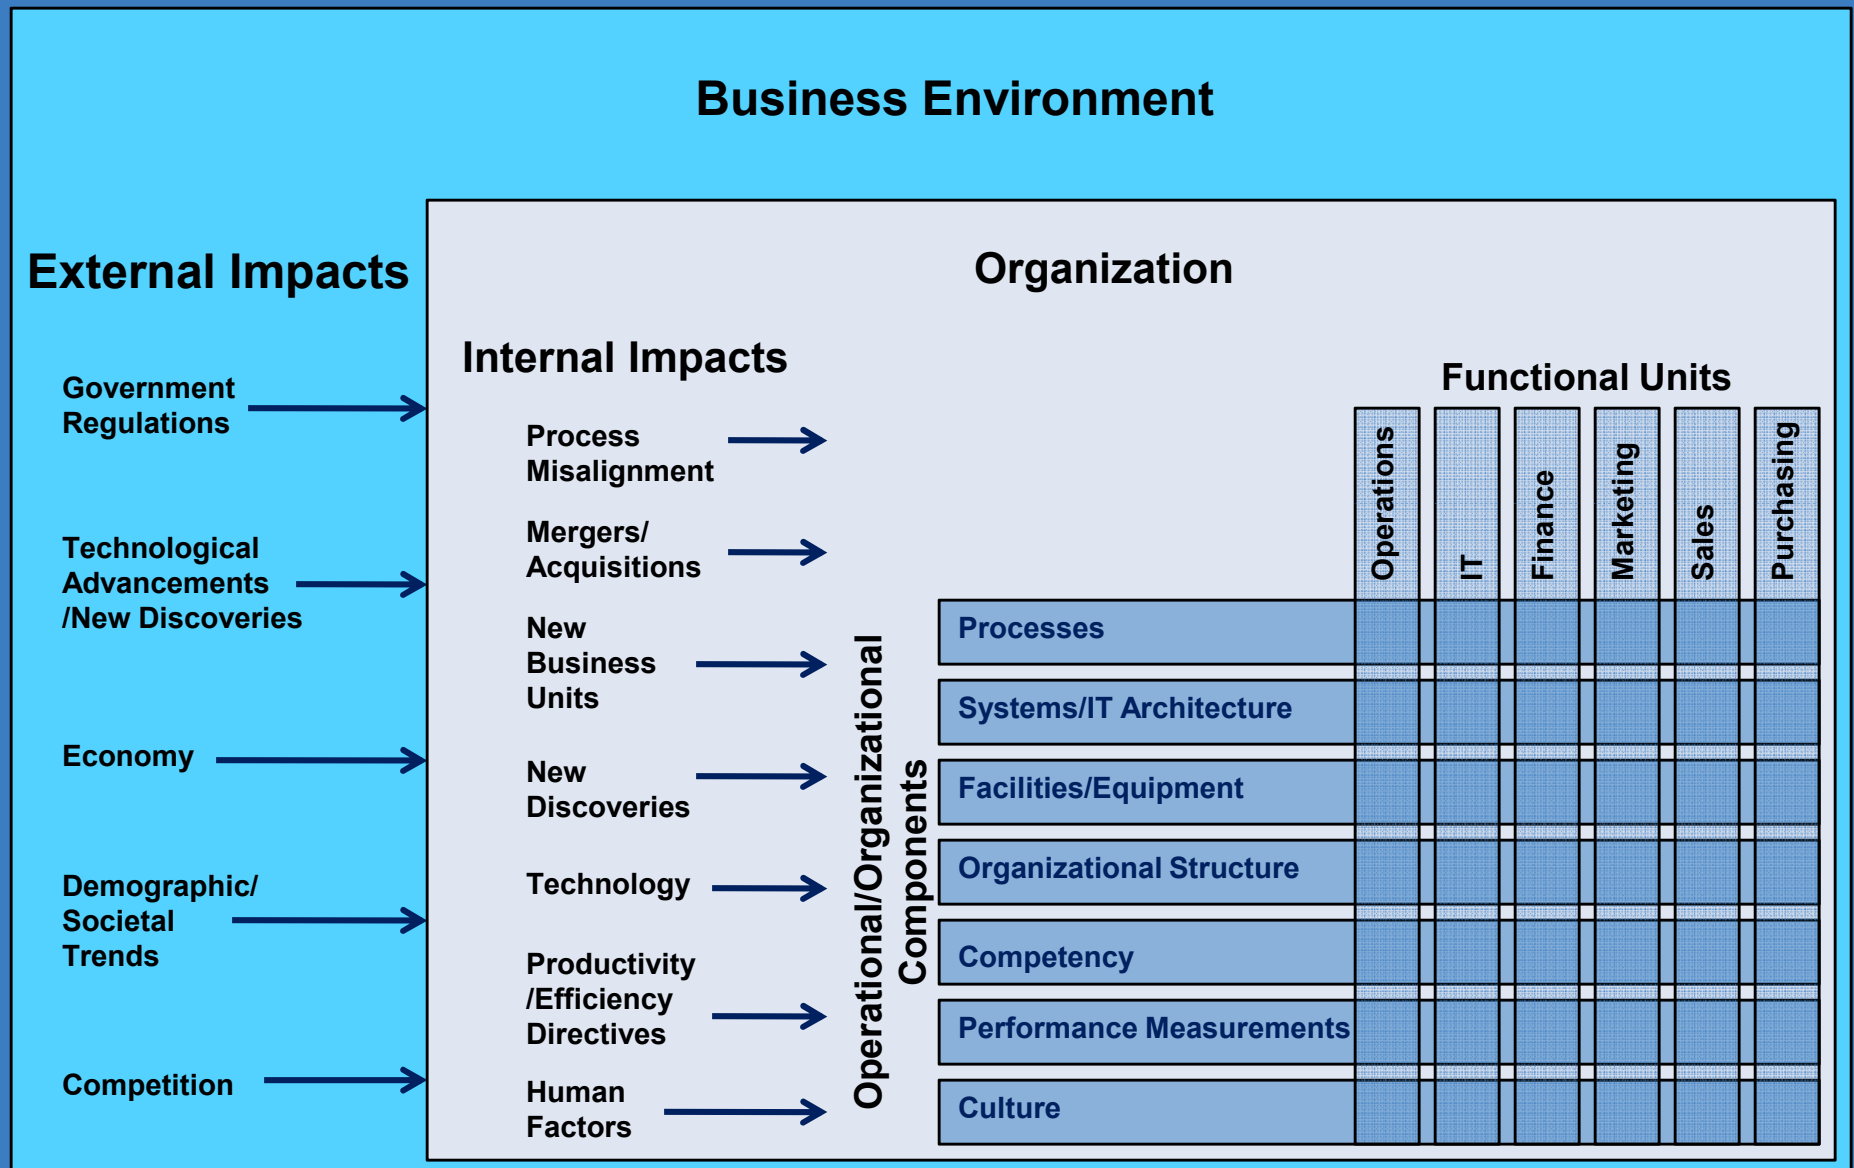 Business Environment
External Impacts
Government
Regulations
Technological
Advancements
/New Discoveries
Economy
Demographic/
Societal
Trends
Competition
Organization
Internal Impacts
Process
Misalignment
Mergers/
Acquisitions
New
Business
Units
New
Discoveries
Technology
Productivity
/Efficiency
Directives
Human
Factors
Operational/Organizational
Components
Functional Units
Operations
IT
Finance
Marketing
Sales
Purchasing
Processes
Systems/IT Architecture
Facilities/Equipment
Organizational Structure
Competency
Performance Measurements
Culture